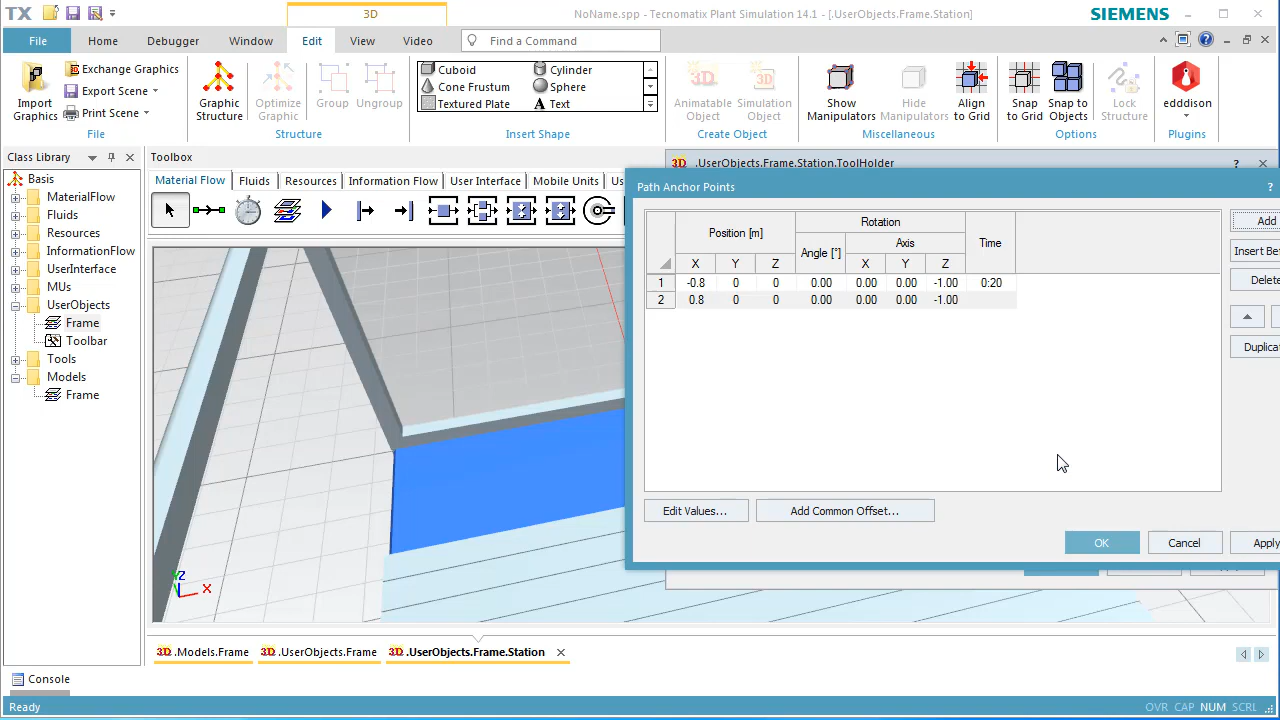 TX
3D
NoName.spp - Tecnomatix Plant Simulation 14.1 - [.UserObjects.Frame.Station]
SIEMENS
File
Home
Debugger
Window
Edit
View
Video
Find a Command
Import Graphics
Exchange Graphics
Export Scene
Print Scene
File
Graphic Structure
Optimize Graphic
Group
Ungroup
Structure
Cuboid
Cylinder
Cone Frustum
Sphere
Textured Plate
A Text
Insert Shape
Animatable Object
Simulation Object
Create Object
Show Manipulators
Hide Manipulators
Align to Grid
Miscellaneous
Snap to Grid
Snap to Objects
Lock Structure
Options
edddison
Plugins
Class Library
Basis
MaterialFlow
Fluids
Resources
InformationFlow
UserInterface
MUs
UserObjects
Frame
Toolbar
Tools
Models
Frame
Toolbox
Material Flow
Fluids
Resources
Information Flow
User Interface
Mobile Units
Us
3D .UserObjects.Frame.Station.ToolHolder
?
Path Anchor Points
?
Position [m]
Rotation
Time
Angle [°]
Axis
X Y Z X Y Z
1 -0.8 0 0 0.00 0.00 0.00 -1.00 0:20
2 0.8 0 0 0.00 0.00 0.00 -1.00
Add
Insert Be
Delete
Duplicat
Edit Values...
Add Common Offset...
OK
Cancel
Apply
Z
X
3D .Models.Frame
3D .UserObjects.Frame
3D .UserObjects.Frame.Station
Console
Ready
OVR CAP NUM SCRL